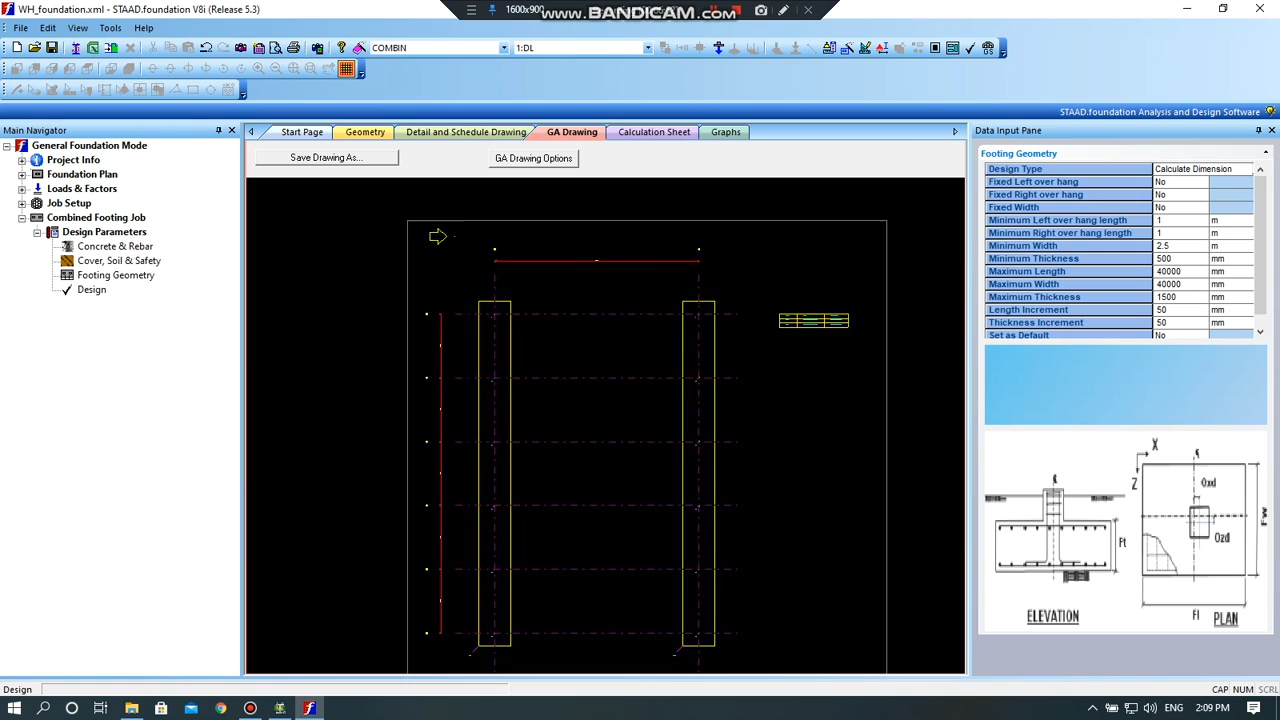 WH_foundation.xml - STAAD.foundation V8i (Release 5.3)
1600x900
www.BANDICAM.com
File Edit View Tools Help
COMBIN
1:DL
STAAD.foundation Analysis and Design Software
Main Navigator
General Foundation Mode
Project Info
Foundation Plan
Loads & Factors
Job Setup
Combined Footing Job
Design Parameters
Concrete & Rebar
Cover, Soil & Safety
Footing Geometry
Design
Start Page Geometry Detail and Schedule Drawing GA Drawing Calculation Sheet Graphs
Save Drawing As... GA Drawing Options
Data Input Pane
Footing Geometry
Design Type Calculate Dimension
Fixed Left over hang No
Fixed Right over hang No
Fixed Width No
Minimum Left over hang length 1 m
Minimum Right over hang length 1 m
Minimum Width 2.5 m
Minimum Thickness 500 mm
Maximum Length 40000 mm
Maximum Width 40000 mm
Maximum Thickness 1500 mm
Length Increment 50 mm
Thickness Increment 50 mm
Set as Default No
X
Z
Oxd
Ozd
Fw
Ft
Fl
ELEVATION
PLAN
Design
CAP NUM SCRL
ENG 2:09 PM